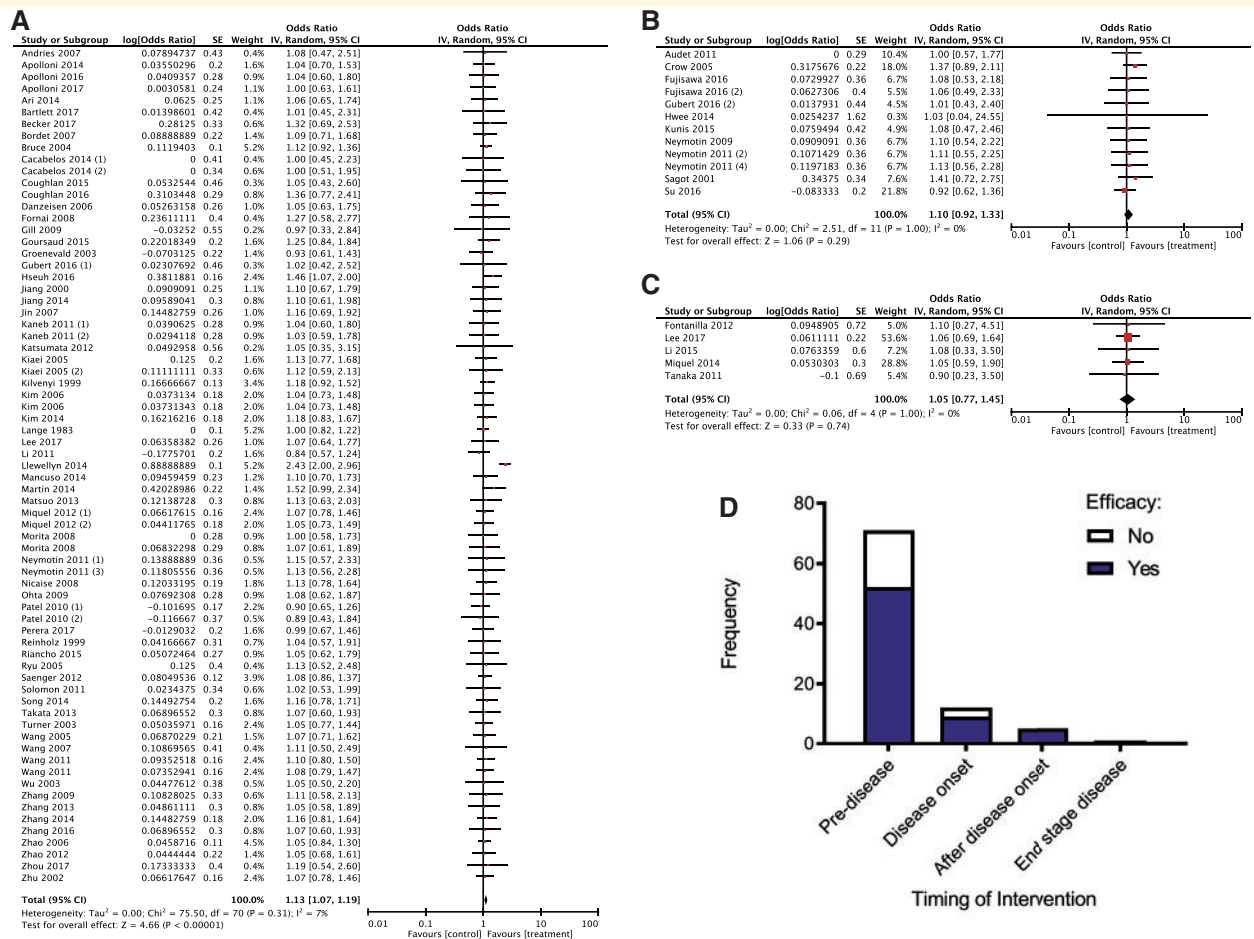 A
Odds Ratio Odds Ratio
Study or Subgroup log[Odds Ratio] SE Weight IV, Random, 95% CI IV, Random, 95% CI
Andries 2007 0.07894737 0.43 0.4% 1.08 [0.47, 2.51]
Apolloni 2014 0.03550296 0.2 1.6% 1.04 [0.70, 1.53]
Apolloni 2016 0.0409357 0.28 0.9% 1.04 [0.60, 1.80]
Apolloni 2017 0.0030581 0.24 1.1% 1.00 [0.63, 1.61]
Ari 2014 0.0625 0.25 1.1% 1.06 [0.65, 1.74]
Bartlett 2017 0.01398601 0.42 0.4% 1.01 [0.45, 2.31]
Becker 2017 0.28125 0.33 0.6% 1.32 [0.69, 2.53]
Bordet 2007 0.08888889 0.22 1.4% 1.09 [0.71, 1.68]
Bruce 2004 0.1119403 0.1 5.2% 1.12 [0.92, 1.36]
Cacabelos 2014 (1) 0 0.41 0.4% 1.00 [0.45, 2.23]
Cacabelos 2014 (2) 0 0.34 0.6% 1.00 [0.51, 1.95]
Coughlan 2015 0.0532544 0.46 0.3% 1.05 [0.43, 2.60]
Coughlan 2016 0.3103448 0.29 0.8% 1.36 [0.77, 2.41]
Danzeisen 2006 0.05263158 0.26 1.0% 1.05 [0.63, 1.75]
Fornai 2008 0.23611111 0.4 0.4% 1.27 [0.58, 2.77]
Gill 2009 -0.03252 0.55 0.2% 0.97 [0.33, 2.84]
Goursaud 2015 0.22018349 0.2 1.6% 1.25 [0.84, 1.84]
Groenevald 2003 -0.0703125 0.22 1.4% 0.93 [0.61, 1.43]
Gubert 2016 (1) 0.02307692 0.46 0.3% 1.02 [0.42, 2.52]
Hseuh 2016 0.3811881 0.16 2.4% 1.46 [1.07, 2.00]
Jiang 2000 0.0909091 0.25 1.1% 1.10 [0.67, 1.79]
Jiang 2014 0.09589041 0.3 0.8% 1.10 [0.61, 1.98]
Jin 2007 0.14482759 0.26 1.0% 1.16 [0.69, 1.92]
Kaneb 2011 (1) 0.0390625 0.28 0.9% 1.04 [0.60, 1.80]
Kaneb 2011 (2) 0.0294118 0.28 0.9% 1.03 [0.59, 1.78]
Katsumata 2012 0.0492958 0.56 0.2% 1.05 [0.35, 3.15]
Kiaei 2005 0.125 0.2 1.6% 1.13 [0.77, 1.68]
Kiaei 2005 (2) 0.11111111 0.33 0.6% 1.12 [0.59, 2.13]
Kilvenyi 1999 0.16666667 0.13 3.4% 1.18 [0.92, 1.52]
Kim 2006 0.0373134 0.18 2.0% 1.04 [0.73, 1.48]
Kim 2006 0.03731343 0.18 2.0% 1.04 [0.73, 1.48]
Kim 2014 0.16216216 0.18 2.0% 1.18 [0.83, 1.67]
Lange 1983 0 0.1 5.2% 1.00 [0.82, 1.22]
Lee 2017 0.06358382 0.26 1.0% 1.07 [0.64, 1.77]
Li 2011 -0.1775701 0.2 1.6% 0.84 [0.57, 1.24]
Llewellyn 2014 0.88888889 0.1 5.2% 2.43 [2.00, 2.96]
Mancuso 2014 0.09459459 0.23 1.2% 1.10 [0.70, 1.73]
Martin 2014 0.42028986 0.22 1.4% 1.52 [0.99, 2.34]
Matsuo 2013 0.12138728 0.3 0.8% 1.13 [0.63, 2.03]
Miquel 2012 (1) 0.06617615 0.16 2.4% 1.07 [0.78, 1.46]
Miquel 2012 (2) 0.04411765 0.18 2.0% 1.05 [0.73, 1.49]
Morita 2008 0 0.28 0.9% 1.00 [0.58, 1.73]
Morita 2008 0.06832298 0.29 0.8% 1.07 [0.61, 1.89]
Neymotin 2011 (1) 0.13888889 0.36 0.5% 1.15 [0.57, 2.33]
Neymotin 2011 (3) 0.11805556 0.36 0.5% 1.13 [0.56, 2.28]
Nicaise 2008 0.12033195 0.19 1.8% 1.13 [0.78, 1.64]
Ohta 2009 0.07692308 0.28 0.9% 1.08 [0.62, 1.87]
Patel 2010 (1) -0.101695 0.17 2.2% 0.90 [0.65, 1.26]
Patel 2010 (2) -0.116667 0.37 0.5% 0.89 [0.43, 1.84]
Perera 2017 -0.0129032 0.2 1.6% 0.99 [0.67, 1.46]
Reinholz 1999 0.04166667 0.31 0.7% 1.04 [0.57, 1.91]
Riancho 2015 0.05072464 0.27 0.9% 1.05 [0.62, 1.79]
Ryu 2005 0.125 0.4 0.4% 1.13 [0.52, 2.48]
Saenger 2012 0.08049536 0.12 3.9% 1.08 [0.86, 1.37]
Solomon 2011 0.0234375 0.34 0.6% 1.02 [0.53, 1.99]
Song 2014 0.14492754 0.2 1.6% 1.16 [0.78, 1.71]
Takata 2013 0.06896552 0.3 0.8% 1.07 [0.60, 1.93]
Turner 2003 0.05035971 0.16 2.4% 1.05 [0.77, 1.44]
Wang 2005 0.06870229 0.21 1.5% 1.07 [0.71, 1.62]
Wang 2007 0.10869565 0.41 0.4% 1.11 [0.50, 2.49]
Wang 2011 0.09352518 0.16 2.4% 1.10 [0.80, 1.50]
Wang 2011 0.07352941 0.16 2.4% 1.08 [0.79, 1.47]
Wu 2003 0.04477612 0.38 0.5% 1.05 [0.50, 2.20]
Zhang 2009 0.10828025 0.33 0.6% 1.11 [0.58, 2.13]
Zhang 2013 0.04861111 0.3 0.8% 1.05 [0.58, 1.89]
Zhang 2014 0.14482759 0.18 2.0% 1.16 [0.81, 1.64]
Zhang 2016 0.06896552 0.3 0.8% 1.07 [0.60, 1.93]
Zhao 2006 0.0458716 0.11 4.5% 1.05 [0.84, 1.30]
Zhao 2012 0.0444444 0.22 1.4% 1.05 [0.68, 1.61]
Zhou 2017 0.17333333 0.4 0.4% 1.19 [0.54, 2.60]
Zhu 2002 0.06617647 0.16 2.4% 1.07 [0.78, 1.46]
Total (95% CI) 100.0% 1.13 [1.07, 1.19]
Heterogeneity: Tau² = 0.00; Chi² = 75.50, df = 70 (P = 0.31); I² = 7%
Test for overall effect: Z = 4.66 (P < 0.00001)
0.01 0.1 1 10 100
Favours [control] Favours [treatment]
B
Odds Ratio Odds Ratio
Study or Subgroup log[Odds Ratio] SE Weight IV, Random, 95% CI IV, Random, 95% CI
Audet 2011 0 0.29 10.4% 1.00 [0.57, 1.77]
Crow 2005 0.3175676 0.22 18.0% 1.37 [0.89, 2.11]
Fujisawa 2016 0.0729927 0.36 6.7% 1.08 [0.53, 2.18]
Fujisawa 2016 (2) 0.0627306 0.4 5.5% 1.06 [0.49, 2.33]
Gubert 2016 (2) 0.0137931 0.44 4.5% 1.01 [0.43, 2.40]
Hwee 2014 0.0254237 1.62 0.3% 1.03 [0.04, 24.55]
Kunis 2015 0.0759494 0.42 4.9% 1.08 [0.47, 2.46]
Neymotin 2009 0.0909091 0.36 6.7% 1.10 [0.54, 2.22]
Neymotin 2011 (2) 0.1071429 0.36 6.7% 1.11 [0.55, 2.25]
Neymotin 2011 (4) 0.1197183 0.36 6.7% 1.13 [0.56, 2.28]
Sagot 2001 0.34375 0.34 7.5% 1.41 [0.72, 2.75]
Su 2016 -0.083333 0.2 21.8% 0.92 [0.62, 1.36]
Total (95% CI) 100.0% 1.10 [0.92, 1.33]
Heterogeneity: Tau² = 0.00; Chi² = 2.51, df = 11 (P = 1.00); I² = 0%
Test for overall effect: Z = 1.06 (P = 0.29)
0.01 0.1 1 10 100
Favours [control] Favours [treatment]
C
Odds Ratio Odds Ratio
Study or Subgroup log[Odds Ratio] SE Weight IV, Random, 95% CI IV, Random, 95% CI
Fontanilla 2012 0.0948905 0.72 5.0% 1.10 [0.27, 4.51]
Lee 2017 0.0611111 0.22 53.6% 1.06 [0.69, 1.64]
Li 2015 0.0763359 0.6 7.2% 1.08 [0.33, 3.50]
Miquel 2014 0.0530303 0.3 28.8% 1.05 [0.59, 1.90]
Tanaka 2011 -0.1 0.69 5.4% 0.90 [0.23, 3.50]
Total (95% CI) 100.0% 1.05 [0.77, 1.45]
Heterogeneity: Tau² = 0.00; Chi² = 0.06, df = 4 (P = 1.00); I² = 0%
Test for overall effect: Z = 0.33 (P = 0.74)
0.01 0.1 1 10 100
Favours [control] Favours [treatment]
D
Efficacy:
No
Yes
80
60
40
20
0
Frequency
Pre-disease
Disease onset
After disease onset
End stage disease
Timing of Intervention